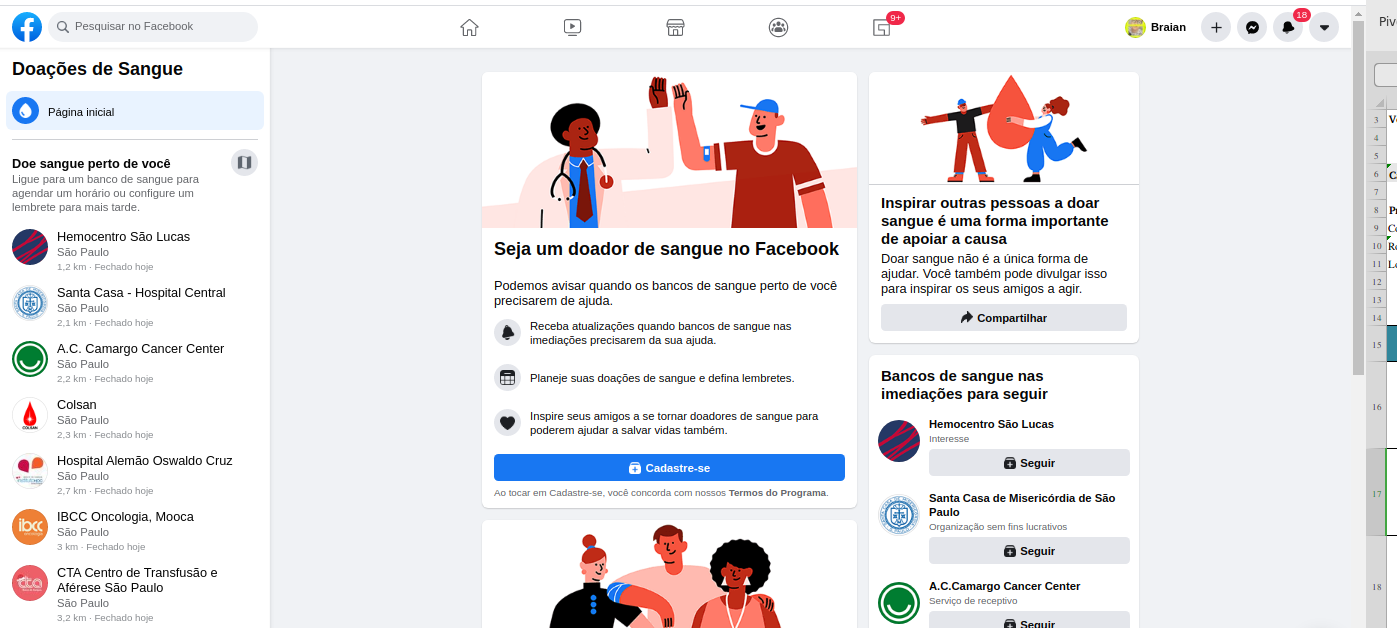 Pesquisar no Facebook
9+
Braian
18
Doações de Sangue
Página inicial
Doe sangue perto de você
Ligue para um banco de sangue para
agendar um horário ou configure um
lembrete para mais tarde.
Hemocentro São Lucas
São Paulo
1,2 km · Fechado hoje
Santa Casa - Hospital Central
São Paulo
2,1 km · Fechado hoje
A.C. Camargo Cancer Center
São Paulo
2,2 km · Fechado hoje
COLSAN
Colsan
São Paulo
2,3 km · Fechado hoje
Hospital Alemão Oswaldo Cruz
São Paulo
2,7 km · Fechado hoje
ibcc
IBCC Oncologia, Mooca
São Paulo
3 km · Fechado hoje
cta
CTA Centro de Transfusão e
Aférese São Paulo
São Paulo
3,2 km · Fechado hoje
Seja um doador de sangue no Facebook
Podemos avisar quando os bancos de sangue perto de você
precisarem de ajuda.
Receba atualizações quando bancos de sangue nas
imediações precisarem da sua ajuda.
Planeje suas doações de sangue e defina lembretes.
Inspire seus amigos a se tornar doadores de sangue para
poderem ajudar a salvar vidas também.
Cadastre-se
Ao tocar em Cadastre-se, você concorda com nossos Termos do Programa.
Inspirar outras pessoas a doar
sangue é uma forma importante
de apoiar a causa
Doar sangue não é a única forma de
ajudar. Você também pode divulgar isso
para inspirar os seus amigos a agir.
Compartilhar
Bancos de sangue nas
imediações para seguir
Hemocentro São Lucas
Interesse
Seguir
Santa Casa de Misericórdia de São
Paulo
Organização sem fins lucrativos
Seguir
A.C.Camargo Cancer Center
Serviço de receptivo
Seguir
3
4
5
6
7
8
9
10
11
12
13
14
15
16
17
18